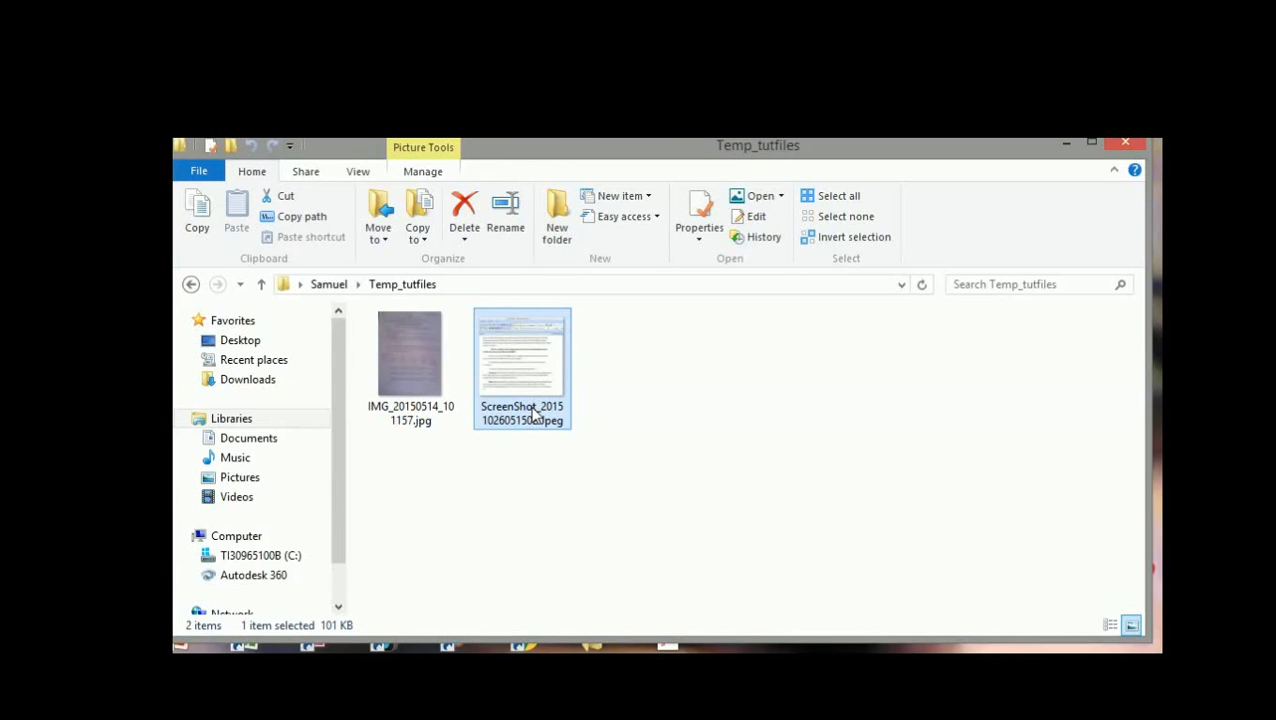 Picture Tools
Temp_tutfiles
File
Home
Share
View
Manage
Copy
Paste
Cut
Copy path
Paste shortcut
Clipboard
Move to
Copy to
Delete
Rename
Organize
New folder
New item
Easy access
New
Properties
Open
Edit
History
Open
Select all
Select none
Invert selection
Select
Samuel
Temp_tutfiles
Search Temp_tutfiles
Favorites
Desktop
Recent places
Downloads
Libraries
Documents
Music
Pictures
Videos
Computer
TI30965100B (C:)
Autodesk 360
Network
IMG_20150514_10
1157.jpg
ScreenShot_2015
2 items
1 item selected 101 KB